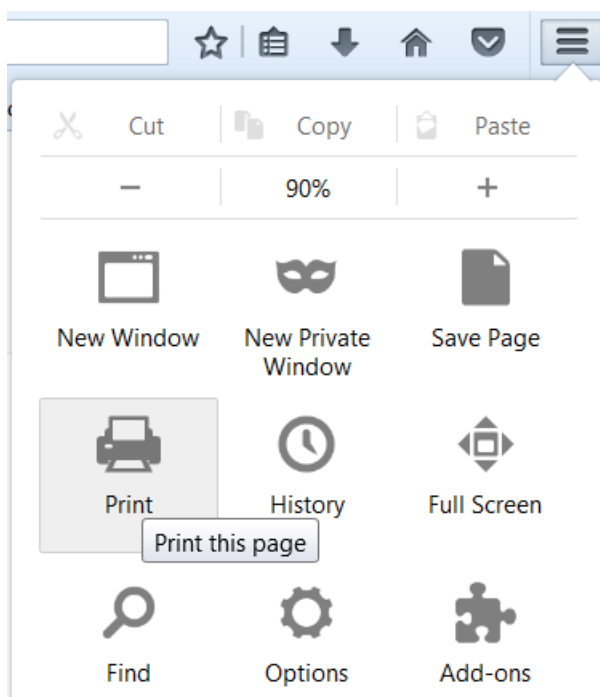 Cut Copy Paste
− 90% +
New Window New Private Window Save Page
Print History Full Screen
Print this page
Find Options Add-ons